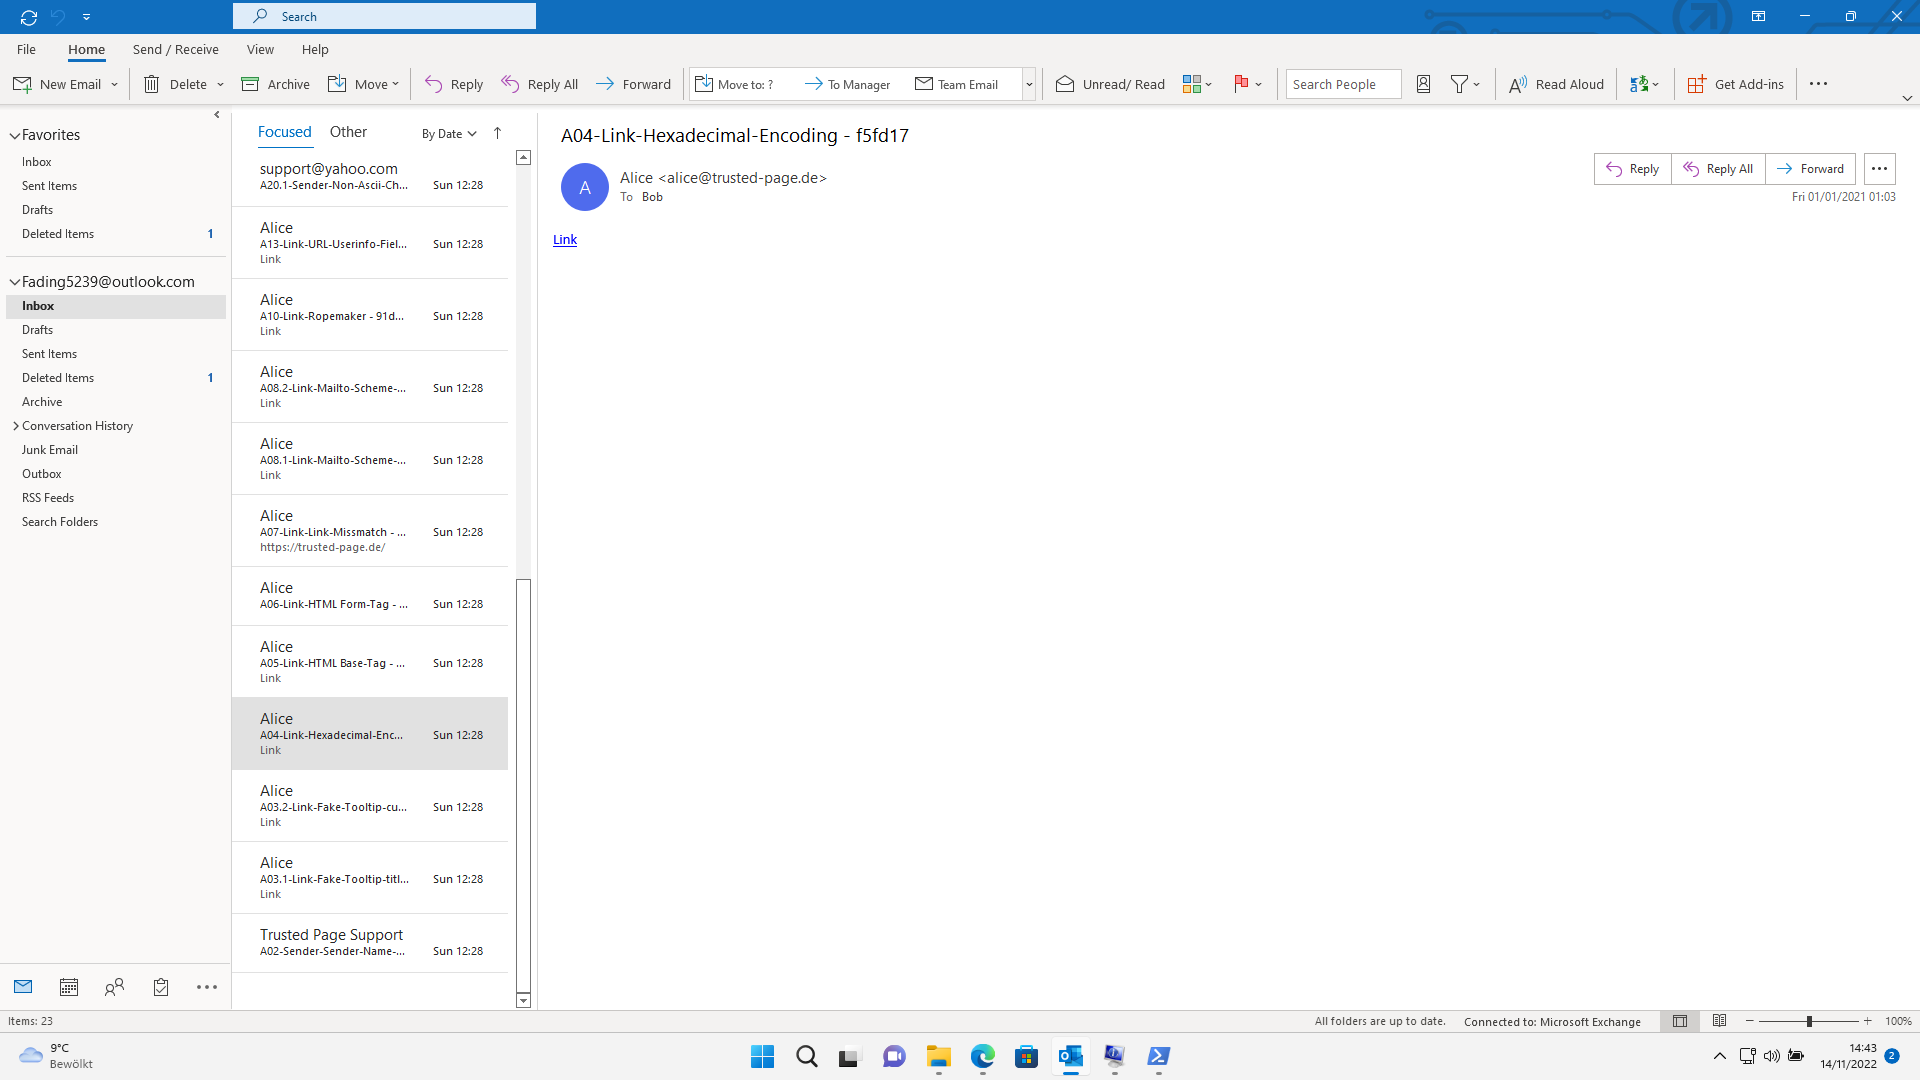 Search
File
Home
Send / Receive
View
Help
New Email
Delete
Archive
Move
Reply
Reply All
Forward
Move to: ?
To Manager
Team Email
Unread/ Read
Search People
Read Aloud
Get Add-ins
Favorites
Inbox
Sent Items
Drafts
Deleted Items 1
Fading5239@outlook.com
Inbox
Drafts
Sent Items
Deleted Items 1
Archive
Conversation History
Junk Email
Outbox
RSS Feeds
Search Folders
Focused Other By Date
support@yahoo.com
A20.1-Sender-Non-Ascii-Ch... Sun 12:28
Alice
A13-Link-URL-Userinfo-Fiel... Sun 12:28
Link
Alice
A10-Link-Ropemaker - 91d... Sun 12:28
Link
Alice
A08.2-Link-Mailto-Scheme-... Sun 12:28
Link
Alice
A08.1-Link-Mailto-Scheme-... Sun 12:28
Link
Alice
A07-Link-Link-Missmatch - ... Sun 12:28
https://trusted-page.de/
Alice
A06-Link-HTML Form-Tag - ... Sun 12:28
Alice
A05-Link-HTML Base-Tag - ... Sun 12:28
Link
Alice
A04-Link-Hexadecimal-Enc... Sun 12:28
Link
Alice
A03.2-Link-Fake-Tooltip-cu... Sun 12:28
Link
Alice
A03.1-Link-Fake-Tooltip-titl... Sun 12:28
Link
Trusted Page Support
A02-Sender-Sender-Name-... Sun 12:28
A04-Link-Hexadecimal-Encoding - f5fd17
A
Alice <alice@trusted-page.de>
To Bob
Reply
Reply All
Forward
Fri 01/01/2021 01:03
Link
Items: 23
All folders are up to date.
Connected to: Microsoft Exchange
100%
9°C
Bewölkt
14:43
14/11/2022
2